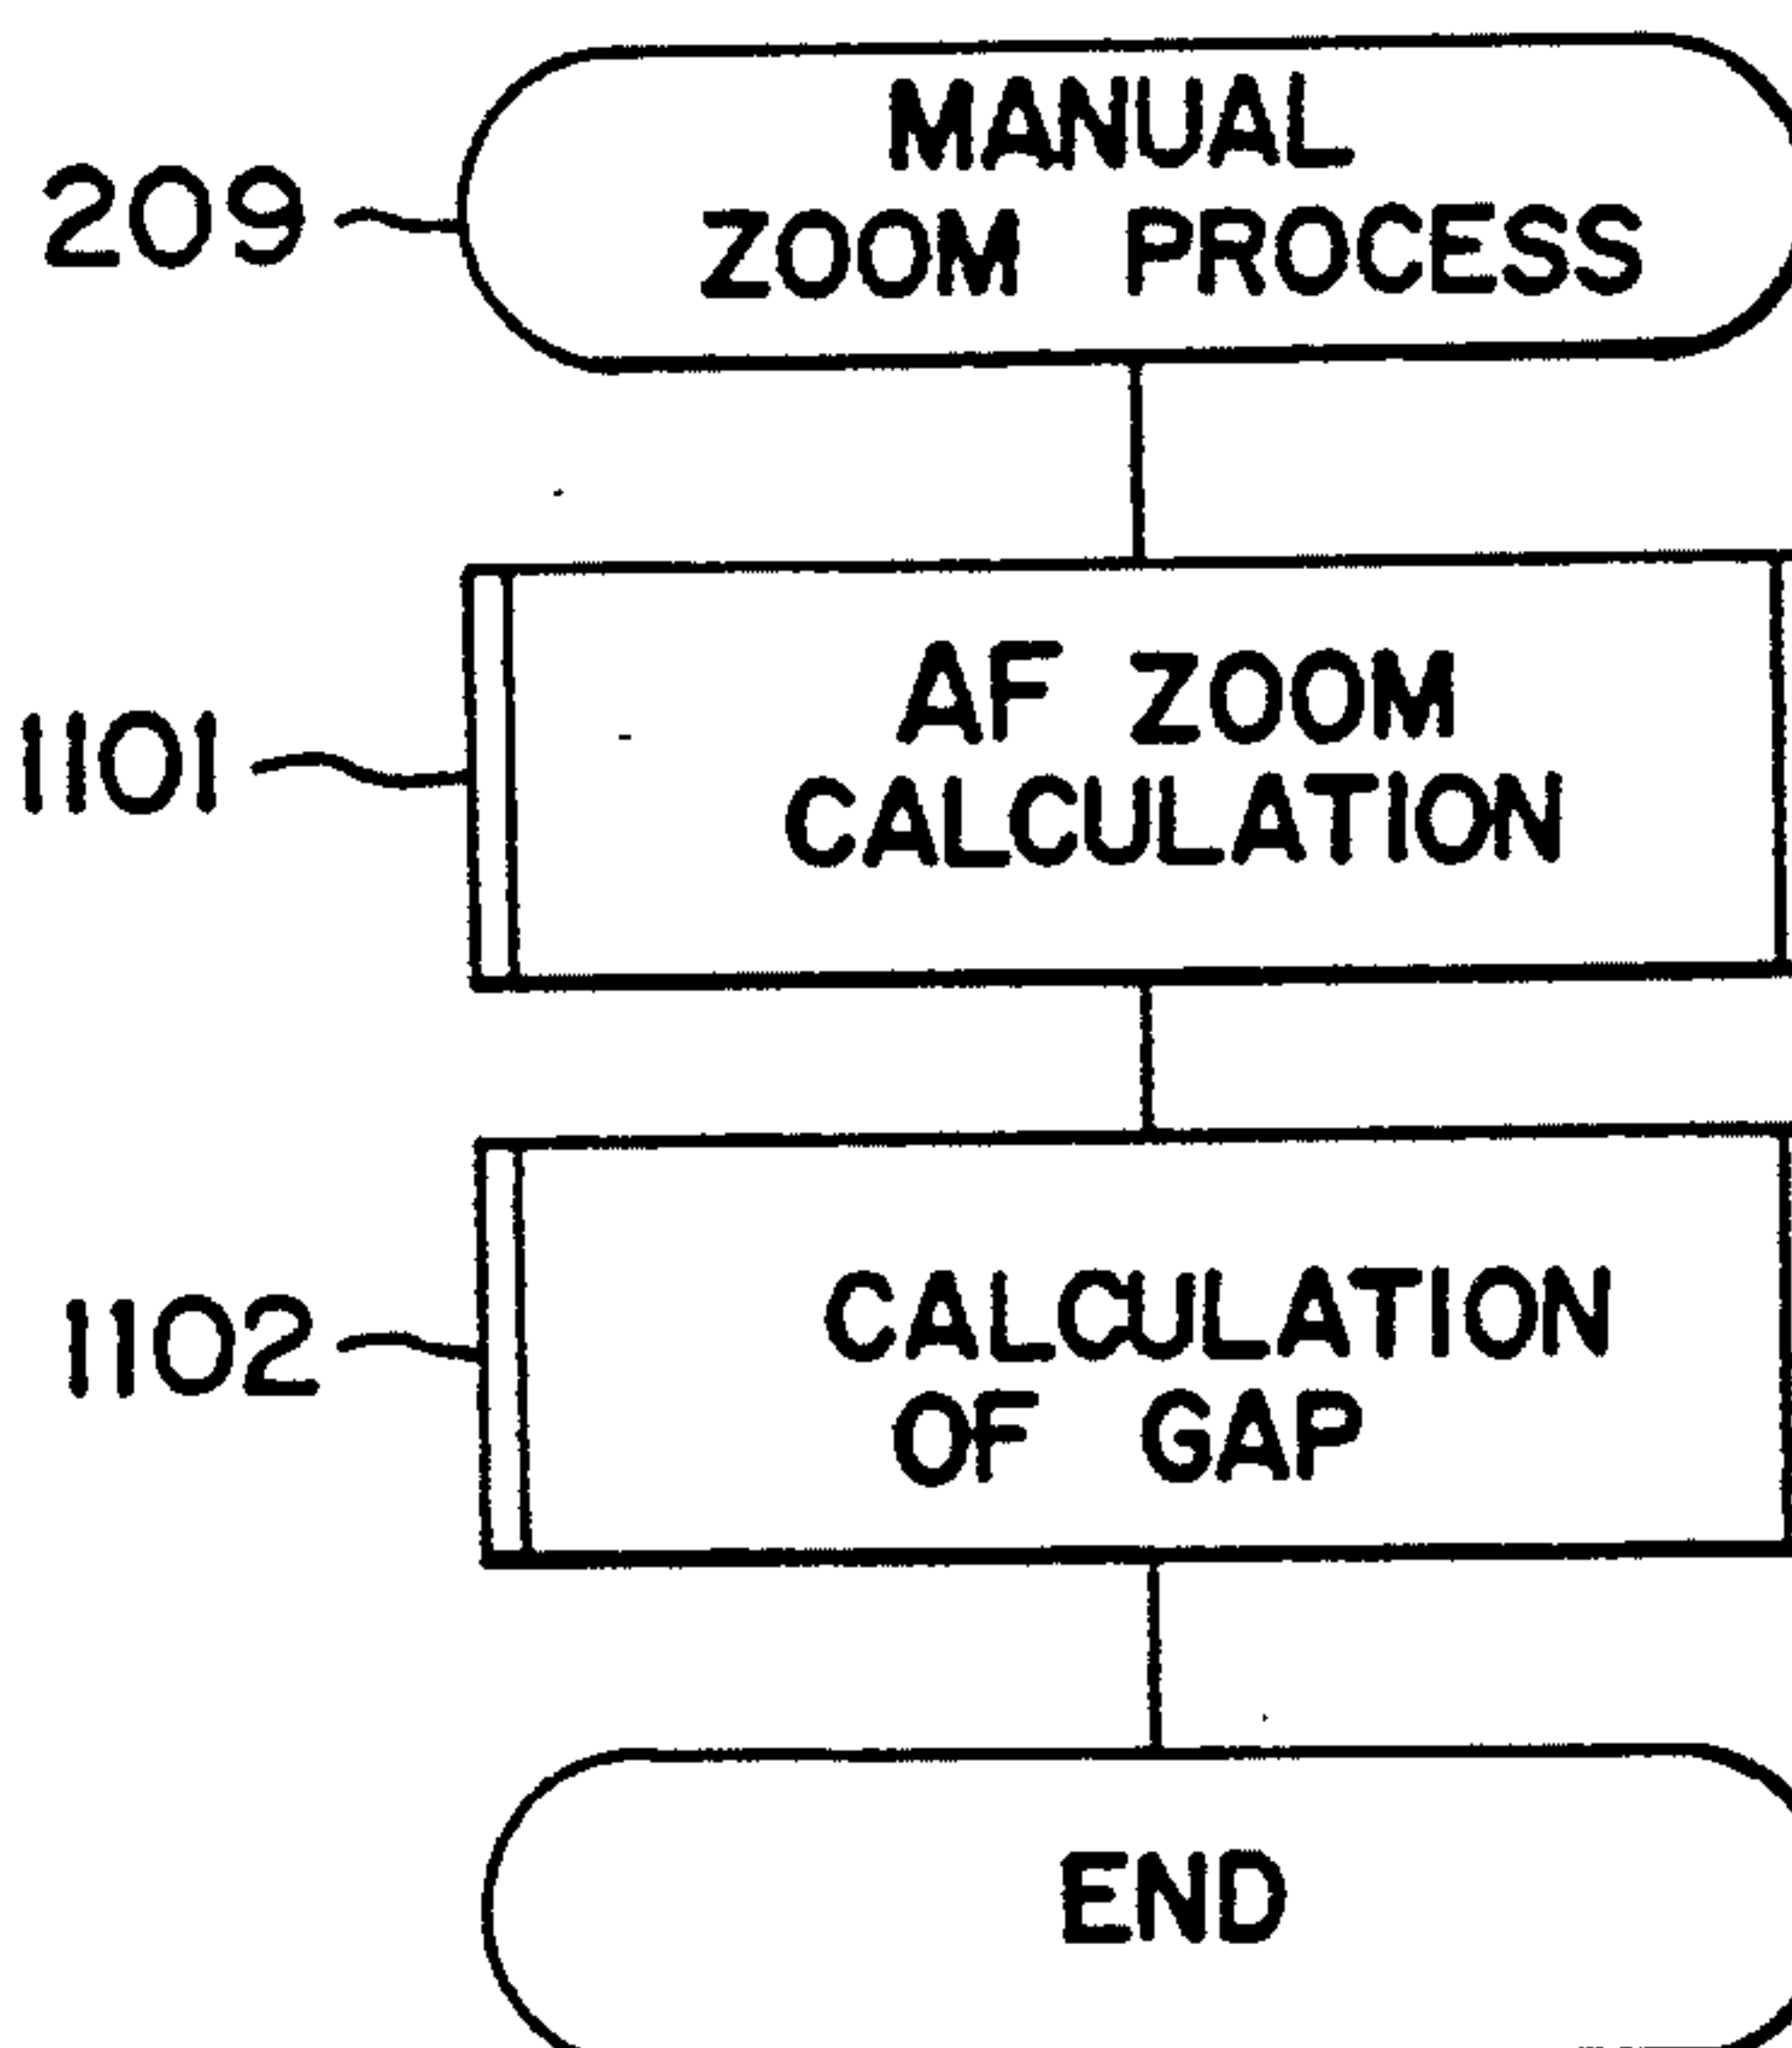 MANUAL
209
ZOOM PROCESS
AF ZOOM
1101
CALCULATION
CALCULATION
1102
OF GAP
END